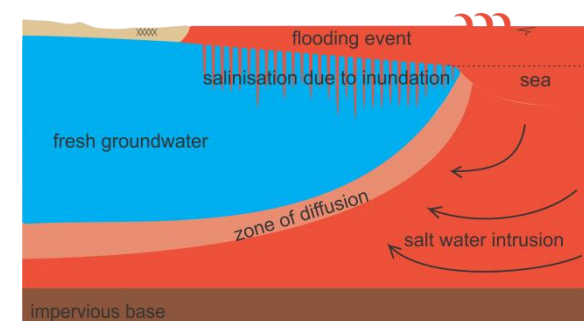 flooding event
salinisation due to inundation
sea
fresh groundwater
zone of diffusion
salt water intrusion
impervious base